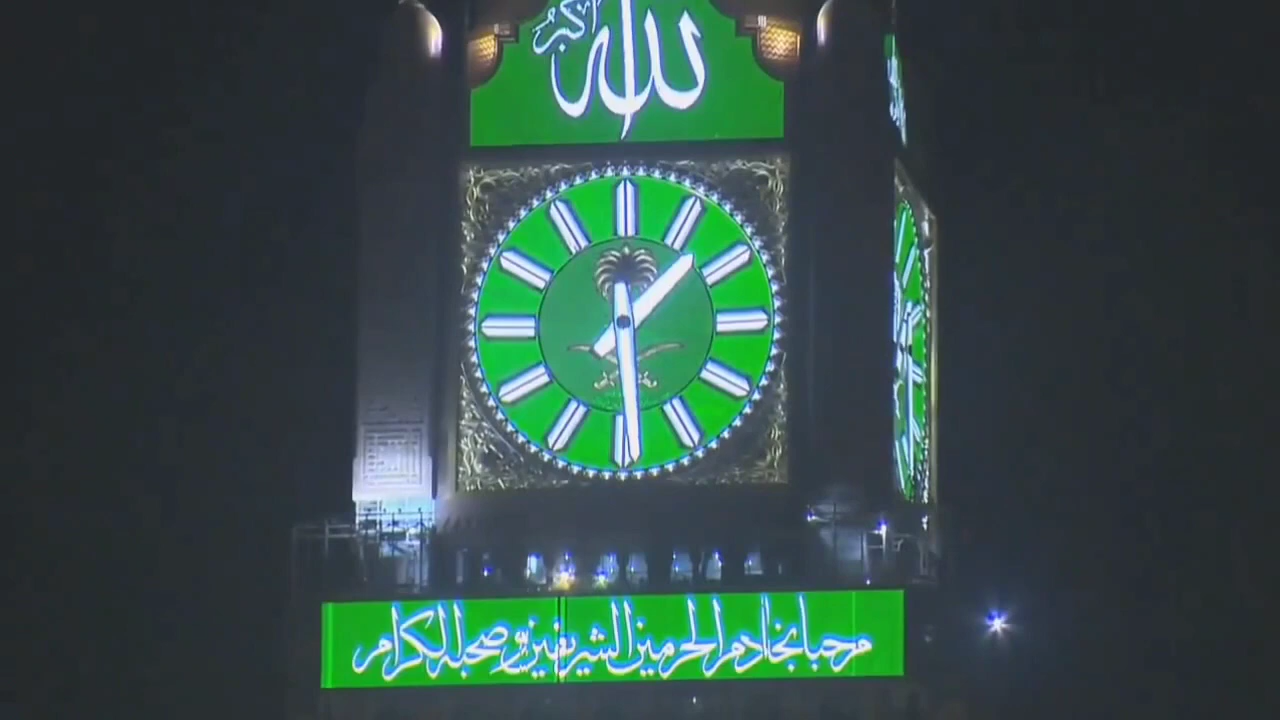 الله أكبر
مرحبا بخادم الحرمين الشريفين وصحبه الكرام